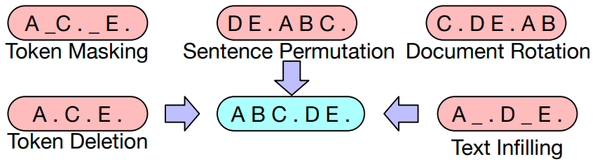 A _ C . _ E .
D E . A B C .
C . D E . A B
Token Masking
Sentence Permutation
Document Rotation
A . C . E .
A B C . D E .
A _ . D _ E .
Token Deletion
Text Infilling